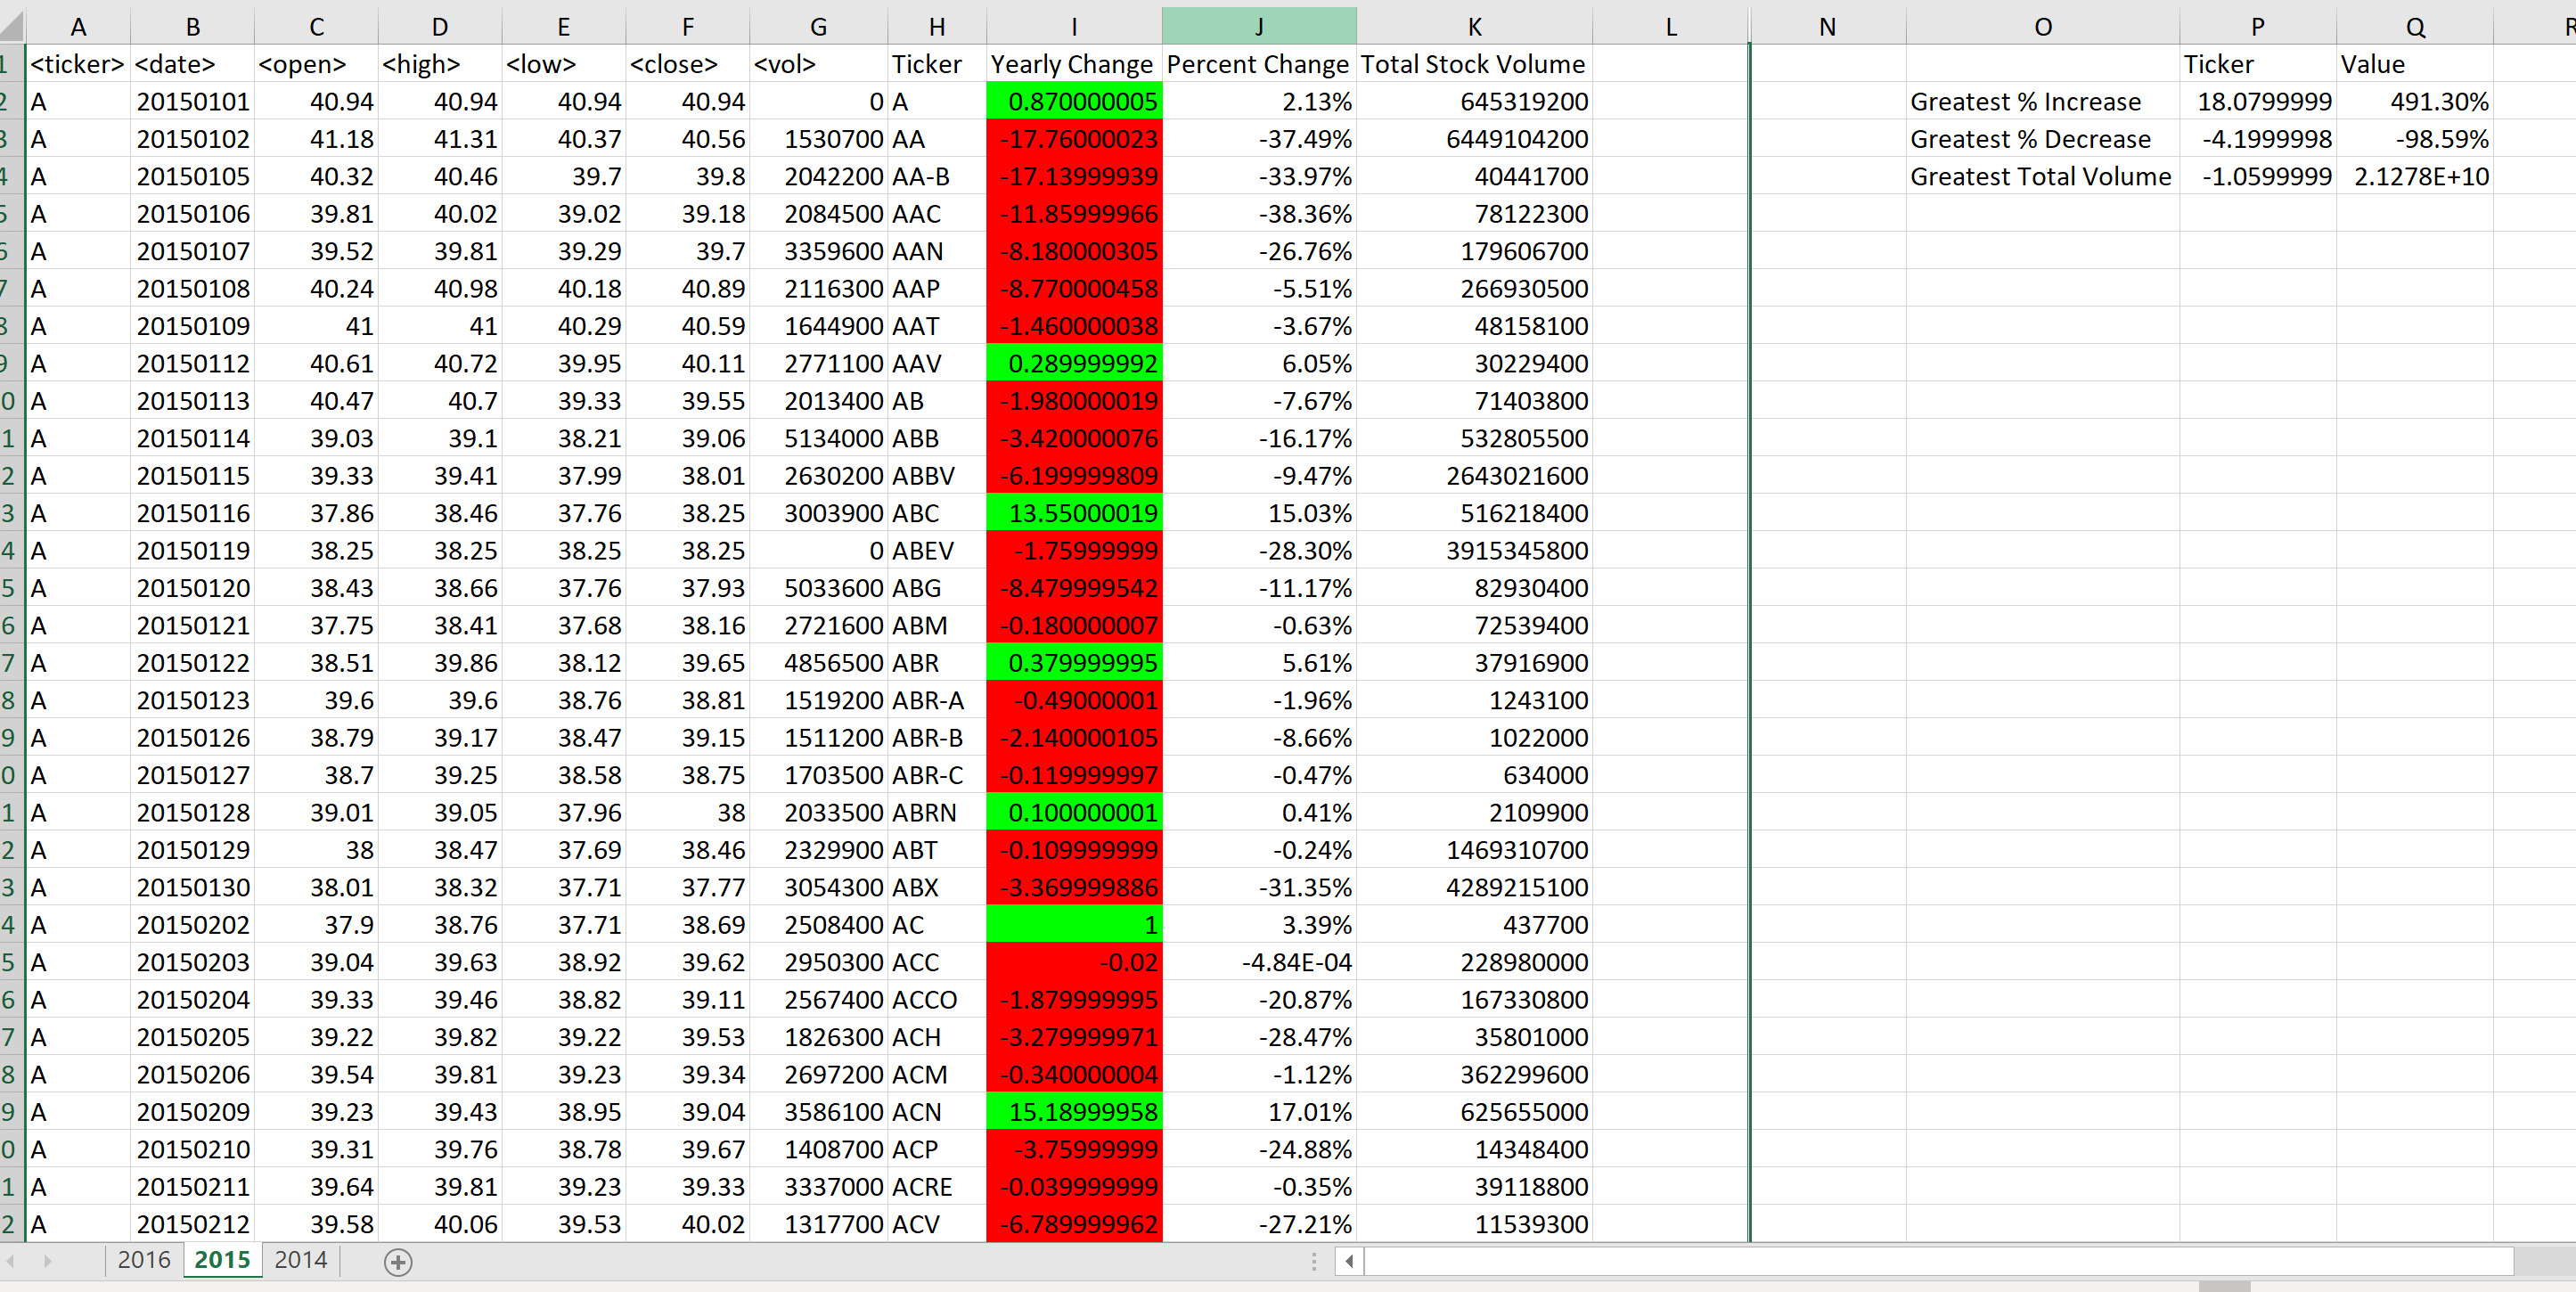 A B C D E F G H I J K L N O P Q R
1 <ticker> <date> <open> <high> <low> <close> <vol> Ticker Yearly Change Percent Change Total Stock Volume Ticker Value
2 A 20150101 40.94 40.94 40.94 40.94 0 A 0.870000005 2.13% 645319200 Greatest % Increase 18.0799999 491.30%
3 A 20150102 41.18 41.31 40.37 40.56 1530700 AA -17.76000023 -37.49% 6449104200 Greatest % Decrease -4.1999998 -98.59%
4 A 20150105 40.32 40.46 39.7 39.8 2042200 AA-B -17.13999939 -33.97% 40441700 Greatest Total Volume -1.0599999 2.1278E+10
5 A 20150106 39.81 40.02 39.02 39.18 2084500 AAC -11.85999966 -38.36% 78122300
6 A 20150107 39.52 39.81 39.29 39.7 3359600 AAN -8.180000305 -26.76% 179606700
7 A 20150108 40.24 40.98 40.18 40.89 2116300 AAP -8.770000458 -5.51% 266930500
8 A 20150109 41 41 40.29 40.59 1644900 AAT -1.460000038 -3.67% 48158100
9 A 20150112 40.61 40.72 39.95 40.11 2771100 AAV 0.289999992 6.05% 30229400
0 A 20150113 40.47 40.7 39.33 39.55 2013400 AB -1.980000019 -7.67% 71403800
1 A 20150114 39.03 39.1 38.21 39.06 5134000 ABB -3.420000076 -16.17% 532805500
2 A 20150115 39.33 39.41 37.99 38.01 2630200 ABBV -6.199999809 -9.47% 2643021600
3 A 20150116 37.86 38.46 37.76 38.25 3003900 ABC 13.55000019 15.03% 516218400
4 A 20150119 38.25 38.25 38.25 38.25 0 ABEV -1.75999999 -28.30% 3915345800
5 A 20150120 38.43 38.66 37.76 37.93 5033600 ABG -8.479999542 -11.17% 82930400
6 A 20150121 37.75 38.41 37.68 38.16 2721600 ABM -0.180000007 -0.63% 72539400
7 A 20150122 38.51 39.86 38.12 39.65 4856500 ABR 0.379999995 5.61% 37916900
8 A 20150123 39.6 39.6 38.76 38.81 1519200 ABR-A -0.49000001 -1.96% 1243100
9 A 20150126 38.79 39.17 38.47 39.15 1511200 ABR-B -2.140000105 -8.66% 1022000
0 A 20150127 38.7 39.25 38.58 38.75 1703500 ABR-C -0.119999997 -0.47% 634000
1 A 20150128 39.01 39.05 37.96 38 2033500 ABRN 0.100000001 0.41% 2109900
2 A 20150129 38 38.47 37.69 38.46 2329900 ABT -0.109999999 -0.24% 1469310700
3 A 20150130 38.01 38.32 37.71 37.77 3054300 ABX -3.369999886 -31.35% 4289215100
4 A 20150202 37.9 38.76 37.71 38.69 2508400 AC 1 3.39% 437700
5 A 20150203 39.04 39.63 38.92 39.62 2950300 ACC -0.02 -4.84E-04 228980000
6 A 20150204 39.33 39.46 38.82 39.11 2567400 ACCO -1.879999995 -20.87% 167330800
7 A 20150205 39.22 39.82 39.22 39.53 1826300 ACH -3.279999971 -28.47% 35801000
8 A 20150206 39.54 39.81 39.23 39.34 2697200 ACM -0.340000004 -1.12% 362299600
9 A 20150209 39.23 39.43 38.95 39.04 3586100 ACN 15.18999958 17.01% 625655000
0 A 20150210 39.31 39.76 38.78 39.67 1408700 ACP -3.75999999 -24.88% 14348400
1 A 20150211 39.64 39.81 39.23 39.33 3337000 ACRE -0.039999999 -0.35% 39118800
2 A 20150212 39.58 40.06 39.53 40.02 1317700 ACV -6.789999962 -27.21% 11539300
2016 2015 2014